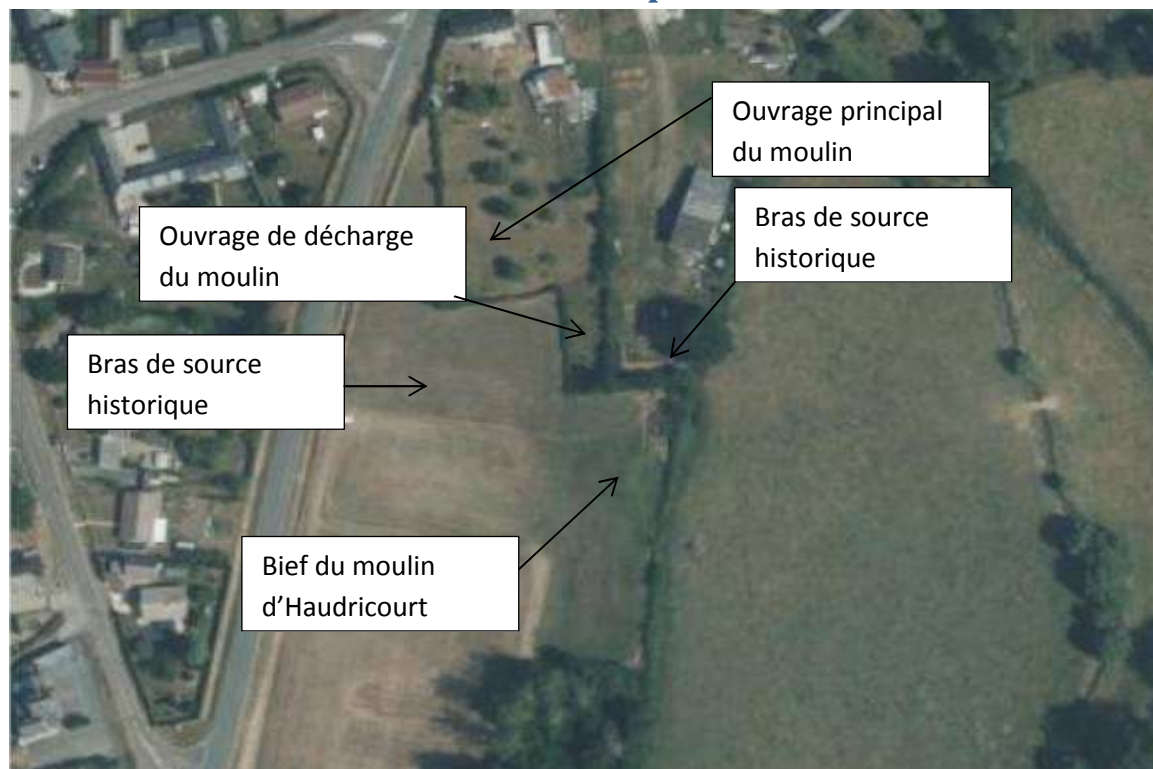 Ouvrage principal
du moulin
Bras de source
historique
Ouvrage de décharge
du moulin
Bras de source
historique
Bief du moulin
d’Haudricourt